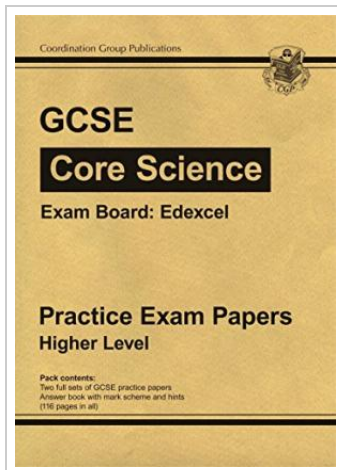 Coordination Group Publications
CGP
GCSE
Core Science
Exam Board: Edexcel
Practice Exam Papers
Higher Level
Pack contents:
Two full sets of GCSE practice papers
Answer book with mark scheme and hints
(116 pages in all)